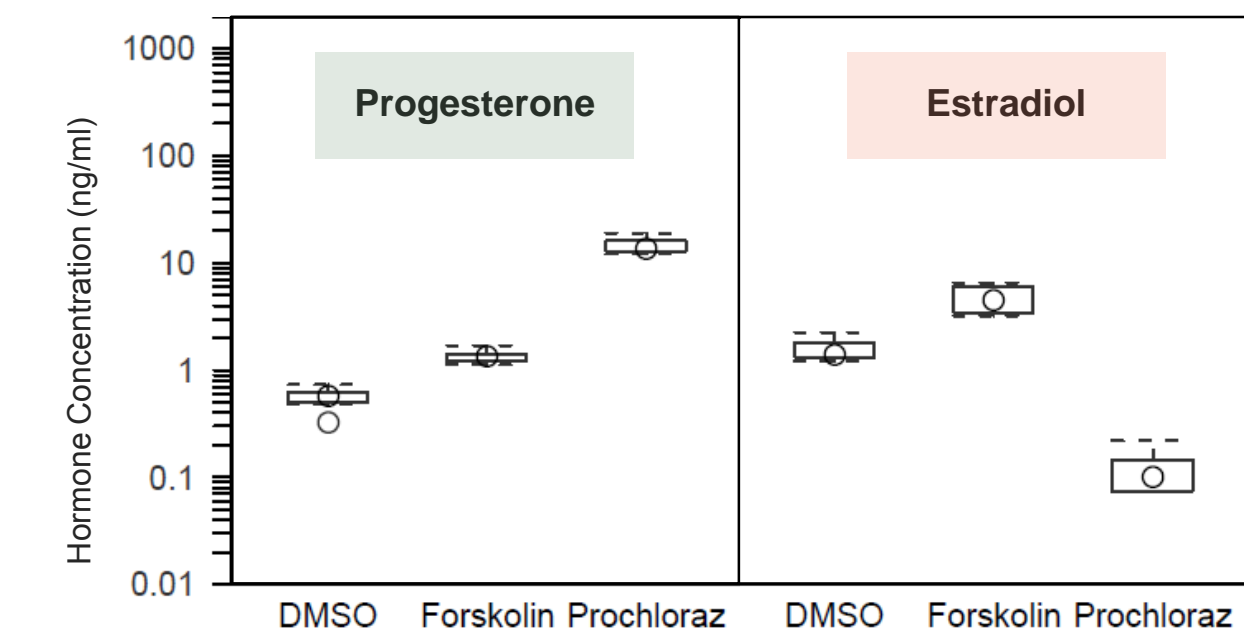 Hormone Concentration (ng/ml)
1000
100
10
1
0.1
0.01
Progesterone
Estradiol
DMSO Forskolin Prochloraz DMSO Forskolin Prochloraz